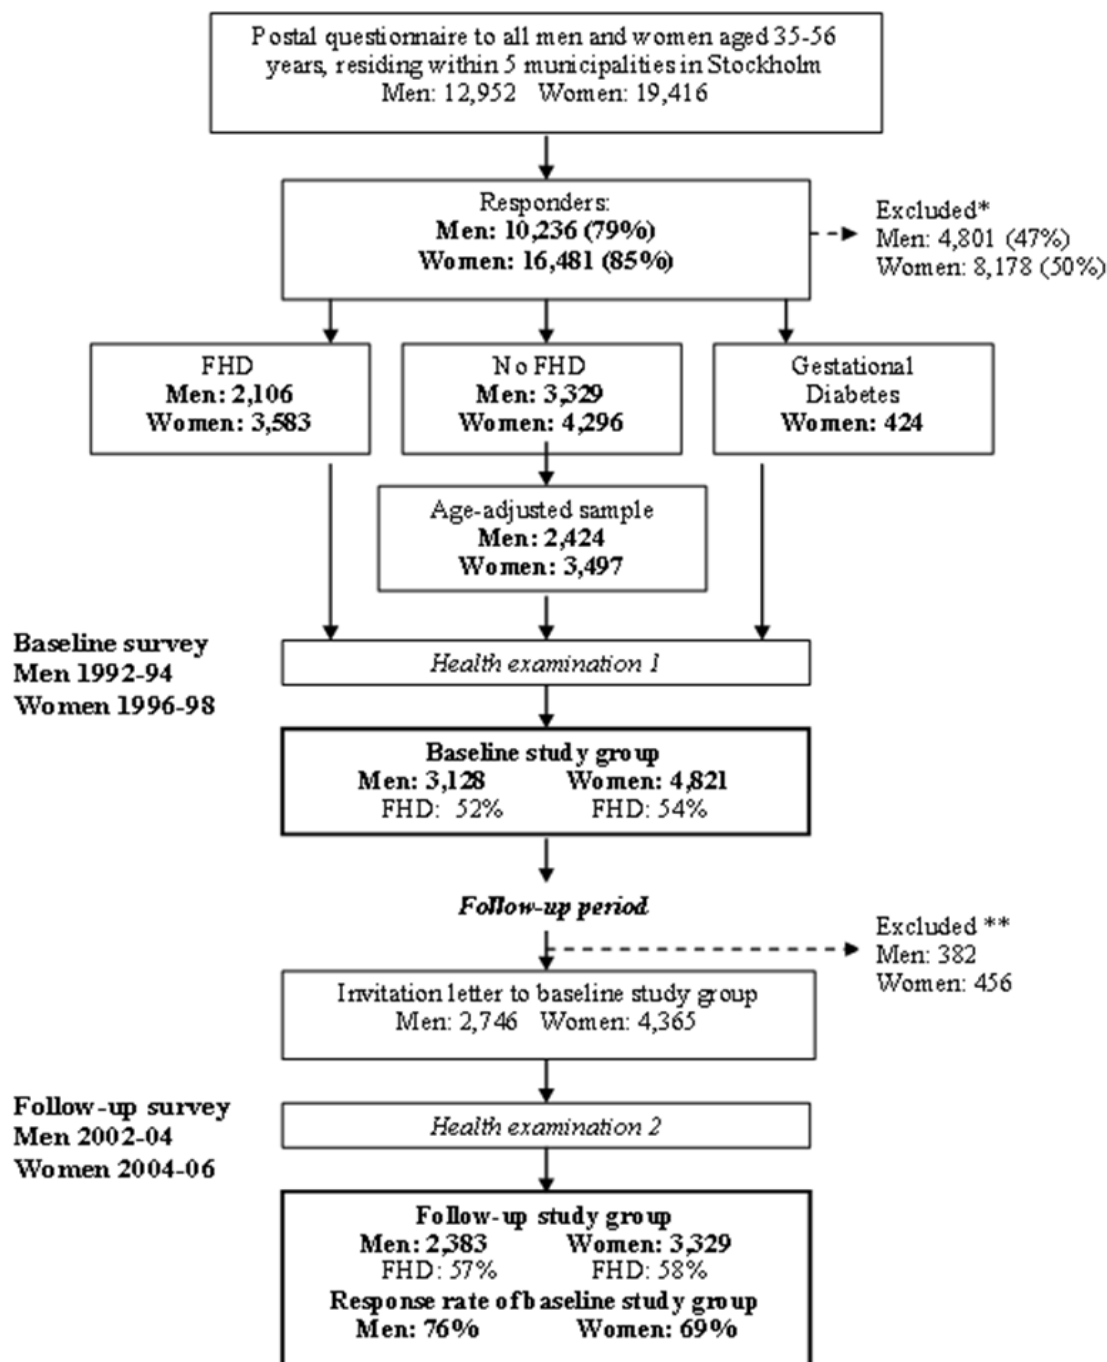 Postal questionnaire to all men and women aged 35-56
years, residing within 5 municipalities in Stockholm
Men: 12,952 Women: 19,416
Responders:
Men: 10,236 (79%)
Women: 16,481 (85%)
Excluded*
Men: 4,801 (47%)
Women: 8,178 (50%)
FHD
Men: 2,106
Women: 3,583
No FHD
Men: 3,329
Women: 4,296
Gestational
Diabetes
Women: 424
Age-adjusted sample
Men: 2,424
Women: 3,497
Baseline survey
Men 1992-94
Women 1996-98
Health examination 1
Baseline study group
Men: 3,128 Women: 4,821
FHD: 52% FHD: 54%
Follow-up period
Excluded **
Men: 382
Women: 456
Invitation letter to baseline study group
Men: 2,746 Women: 4,365
Follow-up survey
Men 2002-04
Women 2004-06
Health examination 2
Follow-up study group
Men: 2,383 Women: 3,329
FHD: 57% FHD: 58%
Response rate of baseline study group
Men: 76% Women: 69%